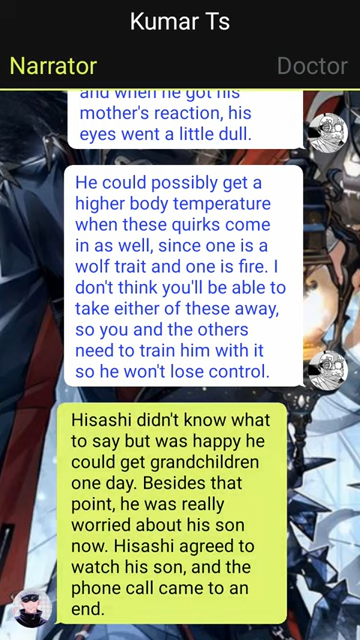 Kumar Ts
Narrator
Doctor
and when he got his
mother's reaction, his
eyes went a little dull.
He could possibly get a
higher body temperature
when these quirks come
in as well, since one is a
wolf trait and one is fire. I
don't think you'll be able to
take either of these away,
so you and the others
need to train him with it
so he won't lose control.
Hisashi didn't know what
to say but was happy he
could get grandchildren
one day. Besides that
point, he was really
worried about his son
now. Hisashi agreed to
watch his son, and the
phone call came to an
end.